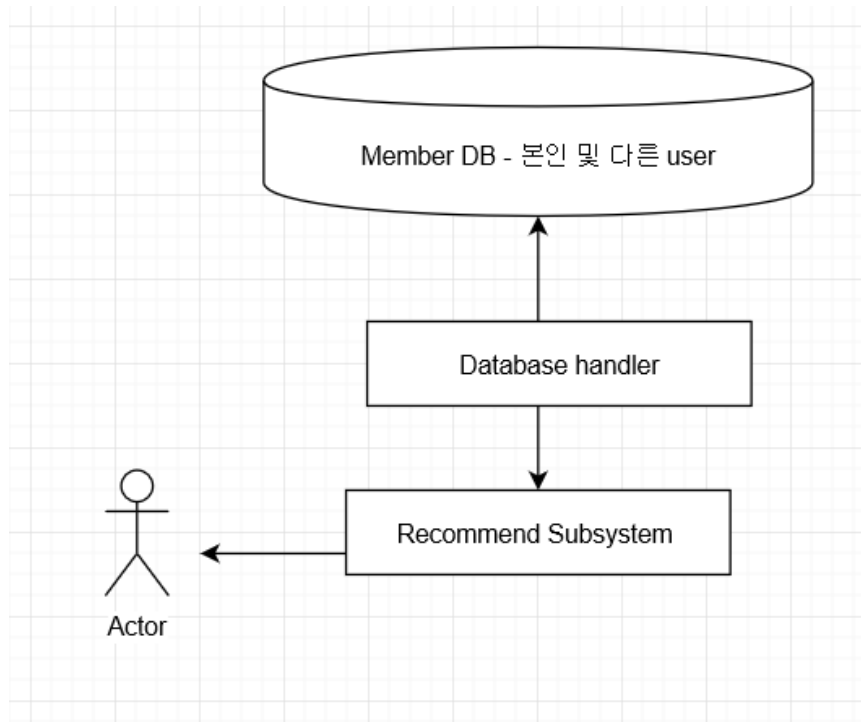 Member DB - 본인 및 다른 user
Database handler
Recommend Subsystem
Actor